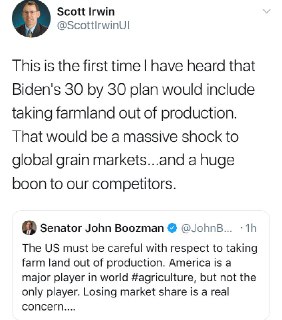 Scott Irwin
@ScottIrwinUI
This is the first time I have heard that
Biden's 30 by 30 plan would include
taking farmland out of production.
That would be a massive shock to
global grain markets...and a huge
boon to our competitors.
Senator John Boozman @JohnB... · 1h
The US must be careful with respect to taking
farm land out of production. America is a
major player in world #agriculture, but not the
only player. Losing market share is a real
concern....